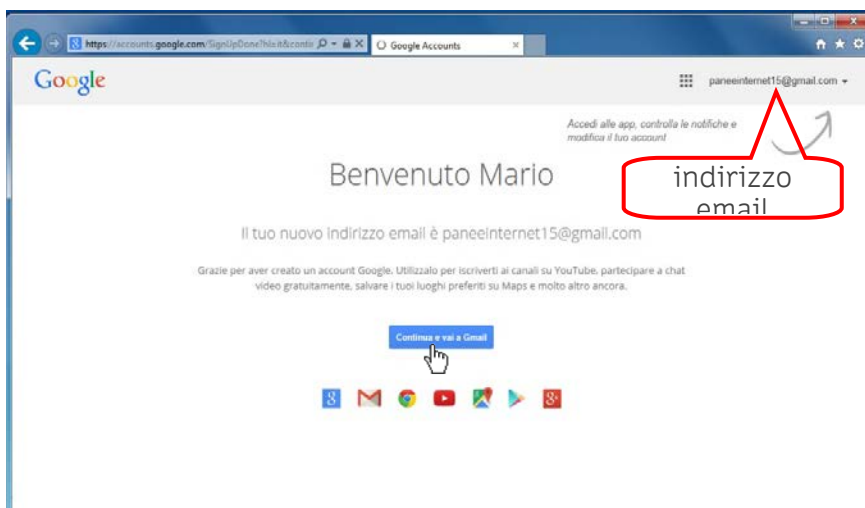 https://accounts.google.com/SignUpDone?hl=it&contin
Google Accounts
Google
paneeinternet15@gmail.com
Accedi alle app, controlla le notifiche e
modifica il tuo account
indirizzo
email
Benvenuto Mario
Il tuo nuovo indirizzo email è paneeinternet15@gmail.com
Grazie per aver creato un account Google. Utilizzalo per iscriverti ai canali su YouTube, partecipare a chat
video gratuitamente, salvare i tuoi luoghi preferiti su Maps e molto altro ancora.
Continua e vai a Gmail